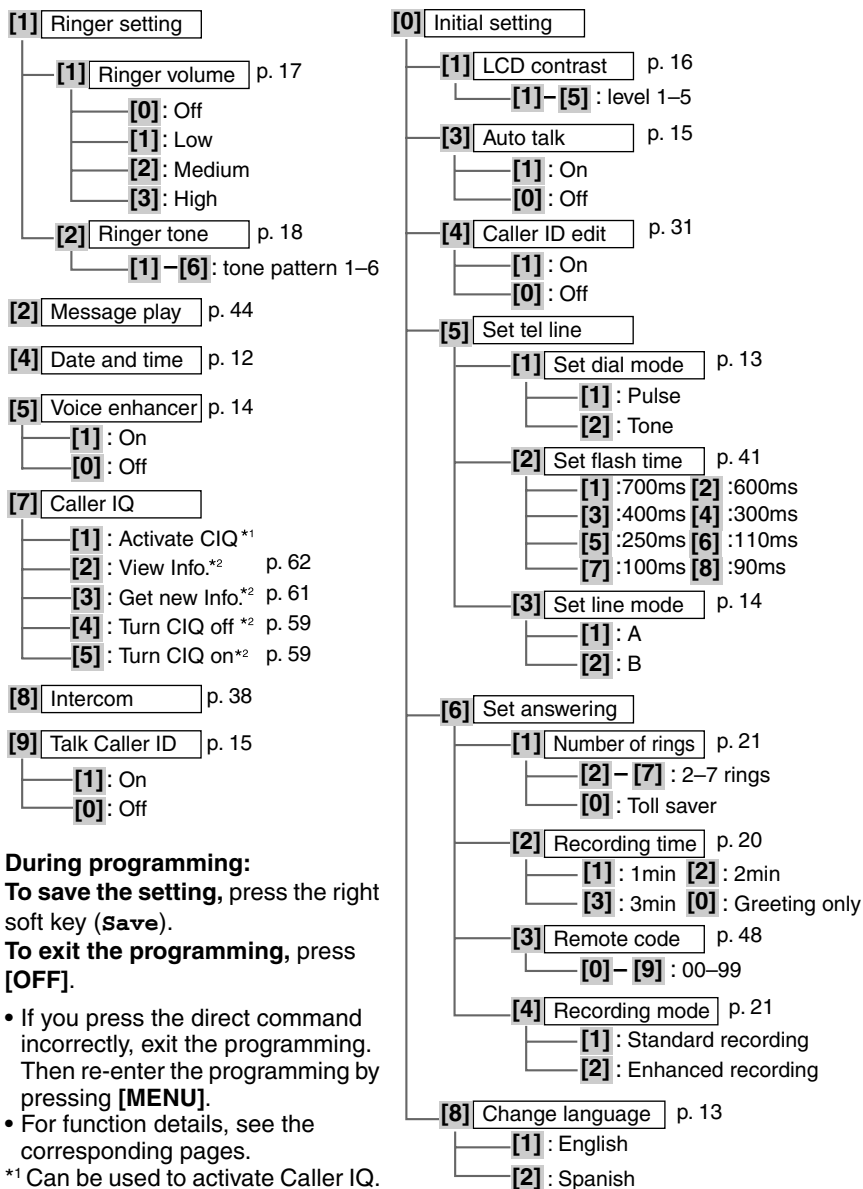 [1] Ringer setting
[1] Ringer volume p. 17
[0]: Off
[1]: Low
[2]: Medium
[3]: High
[2] Ringer tone p. 18
[1]–[6]: tone pattern 1–6
[2] Message play p. 44
[4] Date and time p. 12
[5] Voice enhancer p. 14
[1] : On
[0] : Off
[7] Caller IQ
[1] : Activate CIQ*1
[2] : View Info.*2 p. 62
[3] : Get new Info.*2 p. 61
[4] : Turn CIQ off *2 p. 59
[5] : Turn CIQ on*2 p. 59
[8] Intercom p. 38
[9] Talk Caller ID p. 15
[1]: On
[0]: Off
During programming:
To save the setting, press the right
soft key (Save).
To exit the programming, press
[OFF].
• If you press the direct command
incorrectly, exit the programming.
Then re-enter the programming by
pressing [MENU].
• For function details, see the
corresponding pages.
*1 Can be used to activate Caller IQ.
[0] Initial setting
[1] LCD contrast p. 16
[1]–[5] : level 1–5
[3] Auto talk p. 15
[1] : On
[0] : Off
[4] Caller ID edit p. 31
[1] : On
[0] : Off
[5] Set tel line
[1] Set dial mode p. 13
[1] : Pulse
[2] : Tone
[2] Set flash time p. 41
[1] :700ms [2] :600ms
[3] :400ms [4] :300ms
[5] :250ms [6] :110ms
[7] :100ms [8] :90ms
[3] Set line mode p. 14
[1] : A
[2] : B
[6] Set answering
[1] Number of rings p. 21
[2]–[7] : 2–7 rings
[0] : Toll saver
[2] Recording time p. 20
[1] : 1min [2] : 2min
[3] : 3min [0] : Greeting only
[3] Remote code p. 48
[0]–[9] : 00–99
[4] Recording mode p. 21
[1] : Standard recording
[2] : Enhanced recording
[8] Change language p. 13
[1] : English
[2] : Spanish